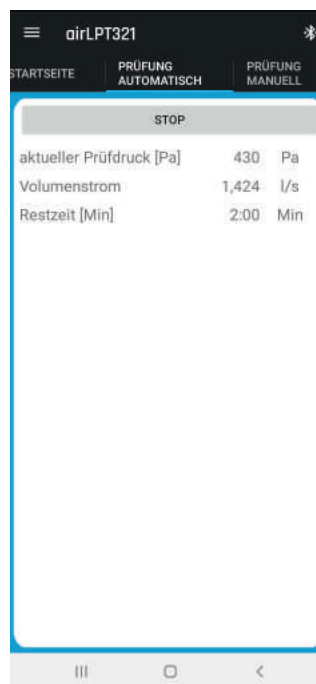 airLPT321
STARTSEITE
PRÜFUNG
AUTOMATISCH
PRÜFUNG
MANUELL
STOP
aktueller Prüfdruck [Pa] 430 Pa
Volumenstrom 1,424 l/s
Restzeit [Min] 2:00 Min